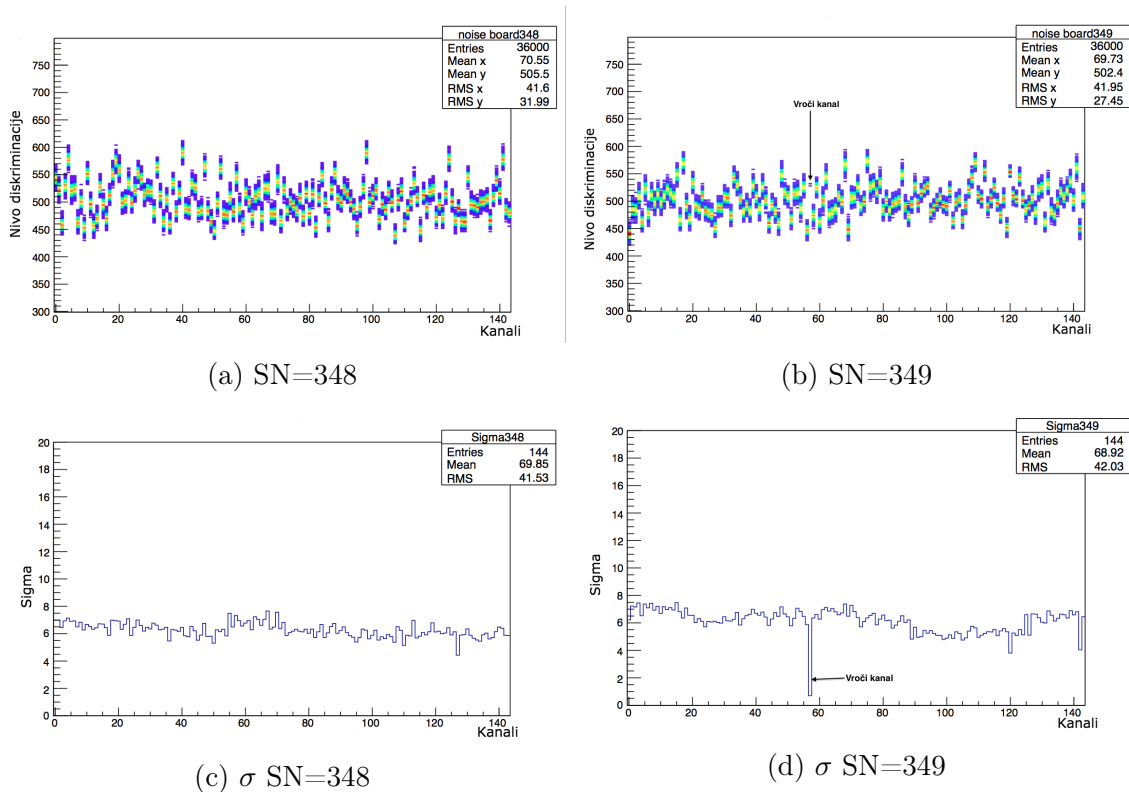 noise board348
Entries 36000
Mean x 70.55
Mean y 505.5
RMS x 41.6
RMS y 31.99
Nivo diskriminacije
750
700
650
600
550
500
450
400
350
300
0 20 40 60 80 100 120 140
Kanali
(a) SN=348
noise board349
Entries 36000
Mean x 69.73
Mean y 502.4
RMS x 41.95
RMS y 27.45
Nivo diskriminacije
Vroči kanal
750
700
650
600
550
500
450
400
350
300
0 20 40 60 80 100 120 140
Kanali
(b) SN=349
Sigma348
Entries 144
Mean 69.85
RMS 41.53
Sigma
20
18
16
14
12
10
8
6
4
2
0
0 20 40 60 80 100 120 140
Kanali
(c) σ SN=348
Sigma349
Entries 144
Mean 68.92
RMS 42.03
Sigma
20
18
16
14
12
10
8
6
4
2
0
Vroči kanal
0 20 40 60 80 100 120 140
Kanali
(d) σ SN=349